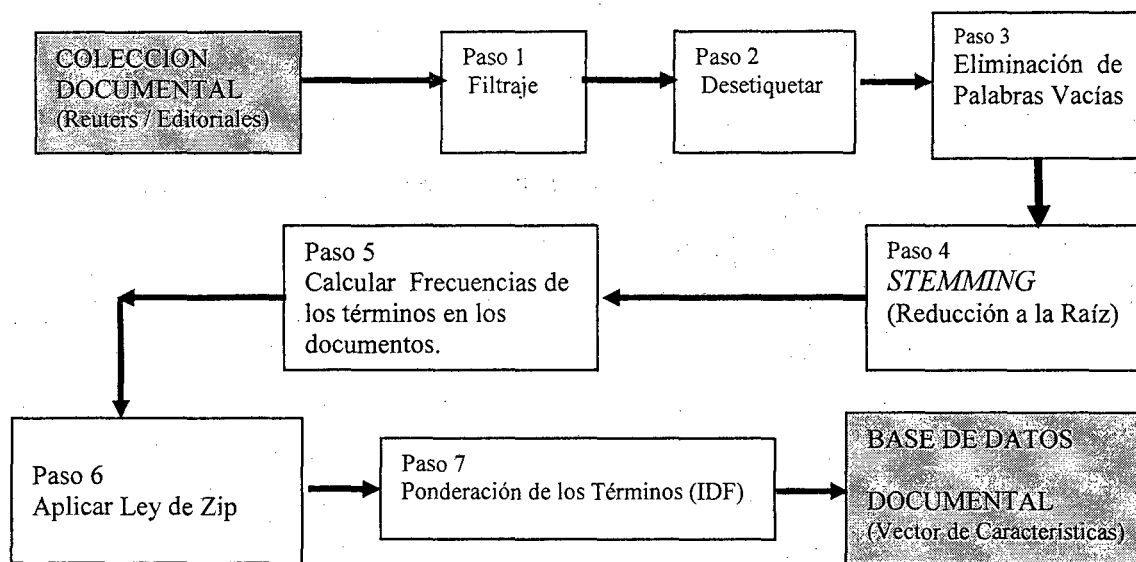 COLECCION
DOCUMENTAL
(Reuters / Editoriales)
Paso 1
Filtraje
Paso 2
Desetiquetar
Paso 3
Eliminación de
Palabras Vacías
Paso 4
STEMMING
(Reducción a la Raíz)
Paso 5
Calcular Frecuencias de
los términos en los
documentos.
Paso 6
Aplicar Ley de Zip
Paso 7
Ponderación de los Términos (IDF)
BASE DE DATOS
DOCUMENTAL
(Vector de Características)